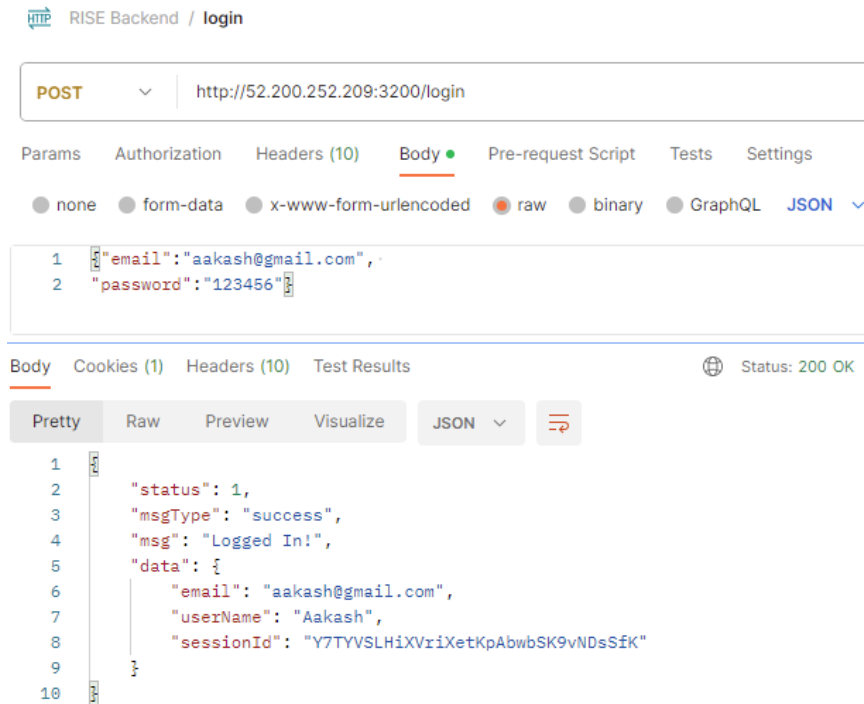 HTTP RISE Backend / login
POST http://52.200.252.209:3200/login
Params Authorization Headers (10) Body Pre-request Script Tests Settings
none form-data x-www-form-urlencoded raw binary GraphQL JSON
1 {"email":"aakash@gmail.com",
2 "password":"123456"}
Body Cookies (1) Headers (10) Test Results Status: 200 OK
Pretty Raw Preview Visualize JSON
1 {
2 "status": 1,
3 "msgType": "success",
4 "msg": "Logged In!",
5 "data": {
6 "email": "aakash@gmail.com",
7 "userName": "Aakash",
8 "sessionId": "Y7TYVSLHiXVriXetKpAbwbSK9vNDsSfK"
9 }
10 }